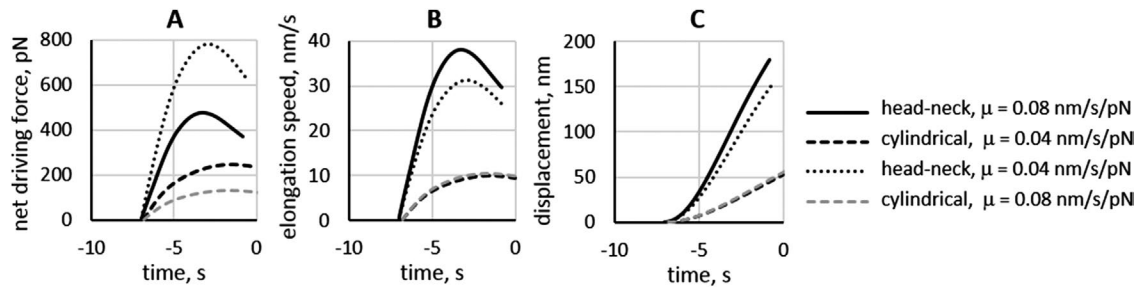 A
B
C
net driving force, pN
800
600
400
200
0
-10
-5
0
time, s
elongation speed, nm/s
40
30
20
10
0
-10
-5
0
time, s
displacement, nm
200
150
100
50
0
-10
-5
0
time, s
head-neck, μ = 0.08 nm/s/pN
cylindrical, μ = 0.04 nm/s/pN
head-neck, μ = 0.04 nm/s/pN
cylindrical, μ = 0.08 nm/s/pN